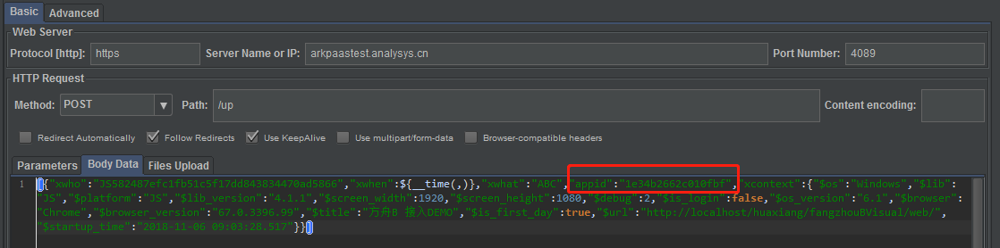 Basic Advanced
Web Server
Protocol [http]: https Server Name or IP: arkpaastest.analysys.cn Port Number: 4089
HTTP Request
Method: POST Path: /up Content encoding:
Redirect Automatically Follow Redirects Use KeepAlive Use multipart/form-data Browser-compatible headers
Parameters Body Data Files Upload
1 [{"xwho":"JS582487efc1fb51c5f17dd843834470ad5866","xwhen":${__time(,)},"xwhat":"ABC","appid":"1e34b2662c010fbf","xcontext":{"$os":"Windows","$lib":
"JS","$platform":"JS","$lib_version":"4.1.1","$screen_width":1920,"$screen_height":1080,"$debug":2,"$is_login":false,"$os_version":"6.1","$browser":
"Chrome","$browser_version":"67.0.3396.99","$title":"方舟B 接入DEMO","$is_first_day":true,"$url":"http://localhost/huaxiang/fangzhouBVisual/web/",
"$startup_time":"2018-11-06 09:03:28.517"}}]